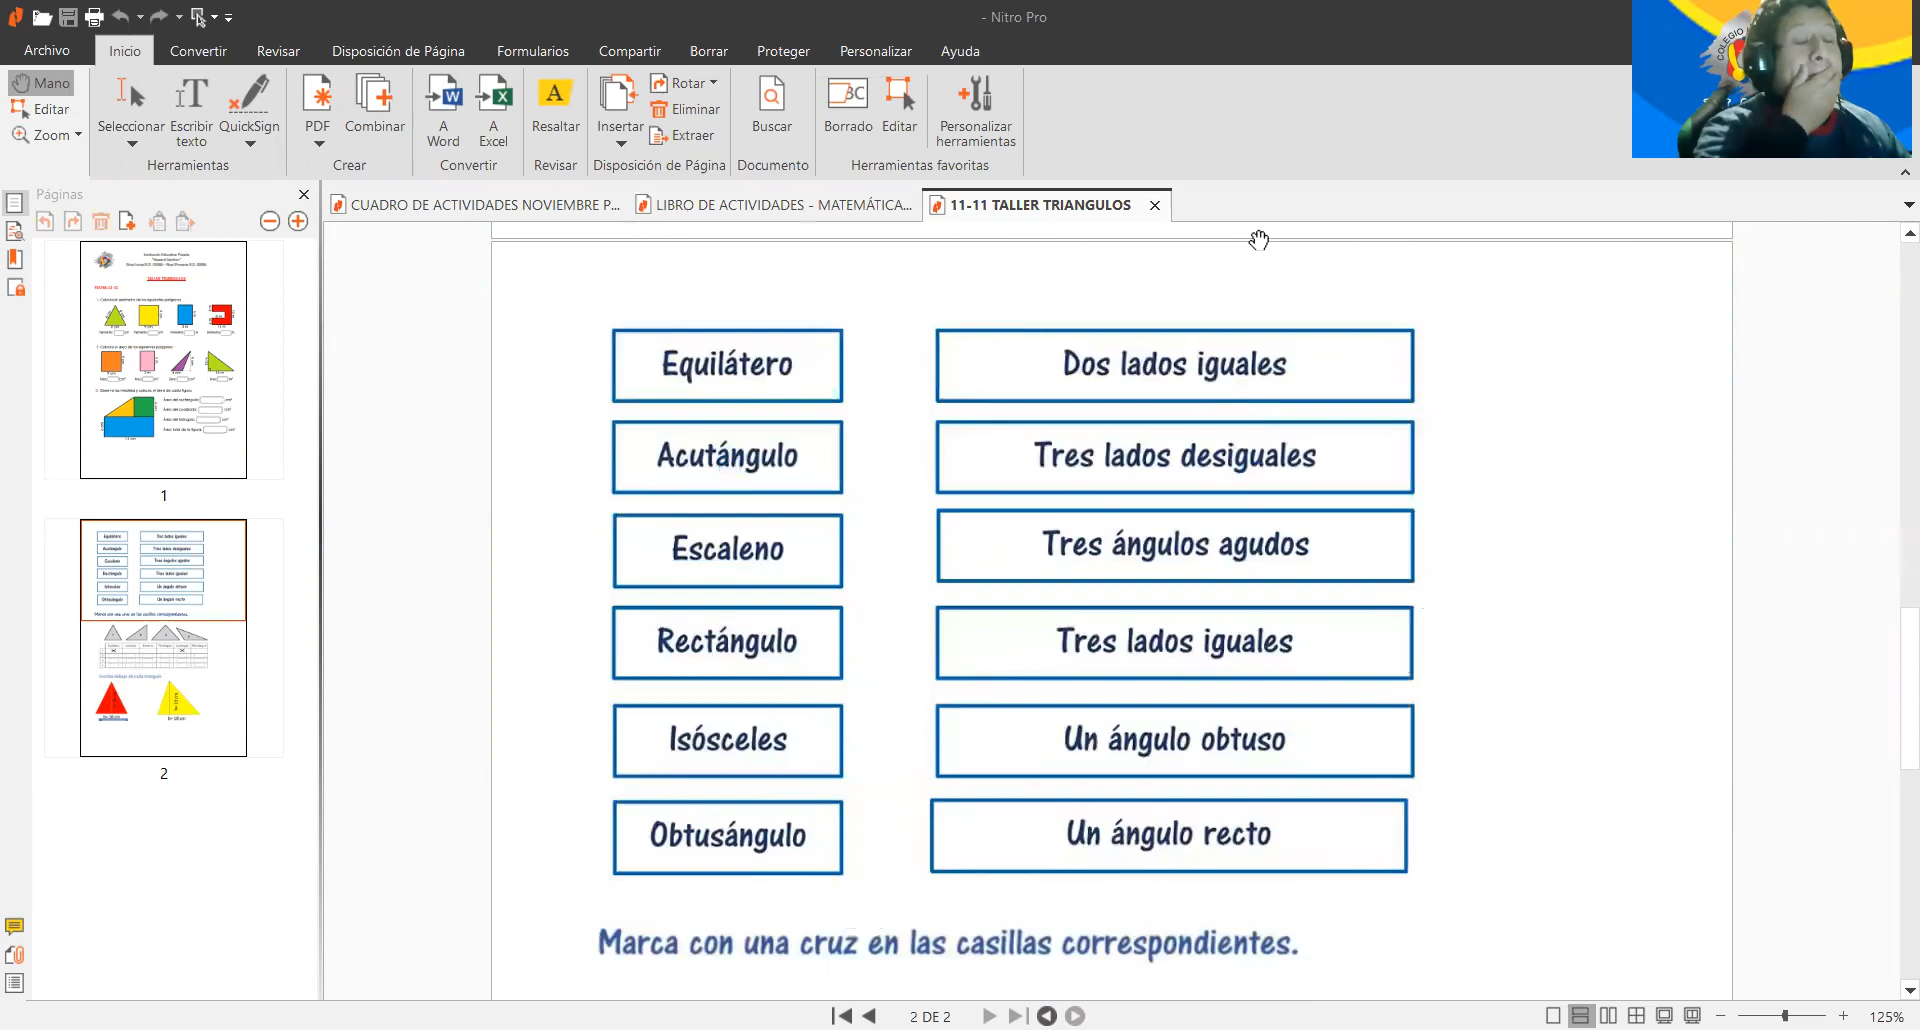 - Nitro Pro
Archivo Inicio Convertir Revisar Disposición de Página Formularios Compartir Borrar Proteger Personalizar Ayuda
Mano
Editar
Zoom
Seleccionar
Escribir texto
QuickSign
Herramientas
PDF
Combinar
Crear
A Word
A Excel
Convertir
Resaltar
Revisar
Insertar
Rotar
Eliminar
Extraer
Disposición de Página
Buscar
Documento
Borrado
Editar
Personalizar herramientas
Herramientas favoritas
Páginas
CUADRO DE ACTIVIDADES NOVIEMBRE P...
LIBRO DE ACTIVIDADES - MATEMÁTICA...
11-11 TALLER TRIANGULOS
1
2
Equilátero Dos lados iguales
Acutángulo Tres lados desiguales
Escaleno Tres ángulos agudos
Rectángulo Tres lados iguales
Isósceles Un ángulo obtuso
Obtusángulo Un ángulo recto
Marca con una cruz en las casillas correspondientes.
2 DE 2
125%